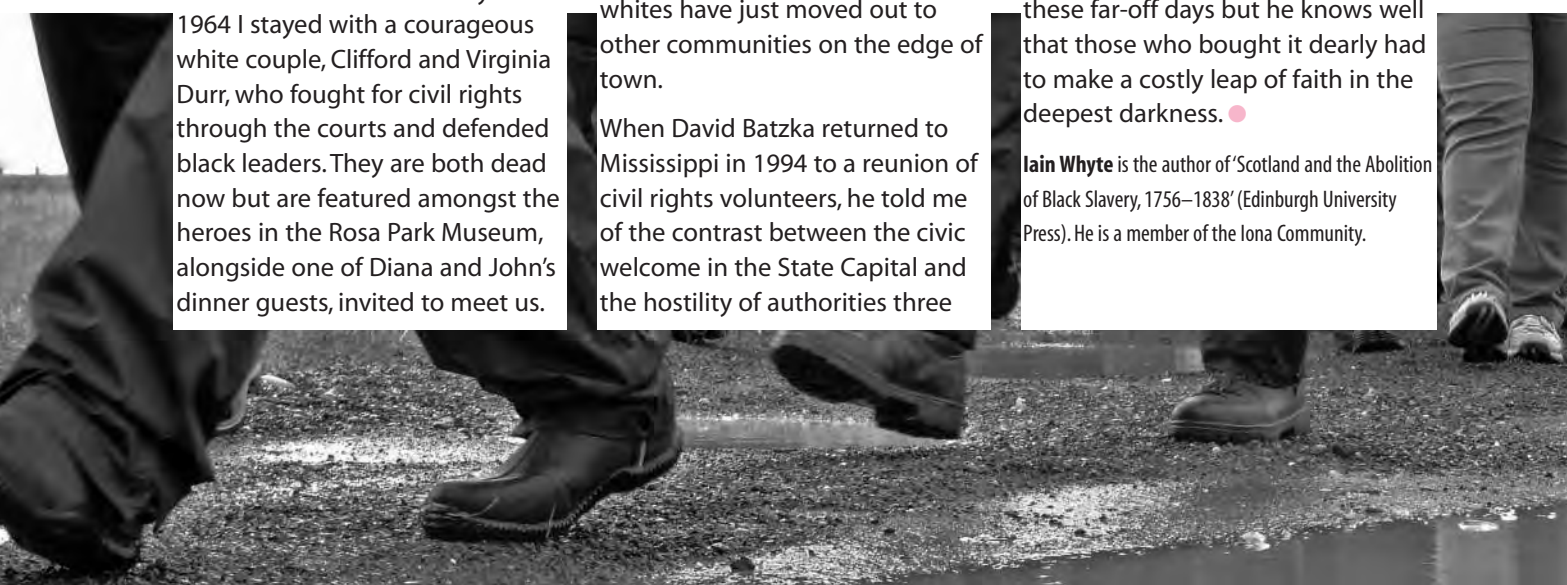 1964 I stayed with a courageous
white couple, Clifford and Virginia
Durr, who fought for civil rights
through the courts and defended
black leaders. They are both dead
now but are featured amongst the
heroes in the Rosa Park Museum,
alongside one of Diana and John’s
dinner guests, invited to meet us.
whites have just moved out to
other communities on the edge of
town.
When David Batzka returned to
Mississippi in 1994 to a reunion of
civil rights volunteers, he told me
of the contrast between the civic
welcome in the State Capital and
the hostility of authorities three
these far-off days but he knows well
that those who bought it dearly had
to make a costly leap of faith in the
deepest darkness.
Iain Whyte is the author of ‘Scotland and the Abolition
of Black Slavery, 1756–1838’ (Edinburgh University
Press). He is a member of the Iona Community.